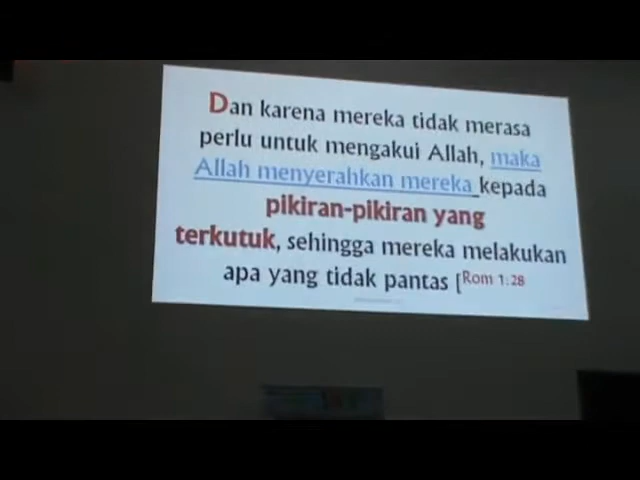 Dan karena mereka tidak merasa
perlu untuk mengakui Allah, maka
Allah menyerahkan mereka kepada
pikiran-pikiran yang
terkutuk, sehingga mereka melakukan
apa yang tidak pantas [Rom 1:28